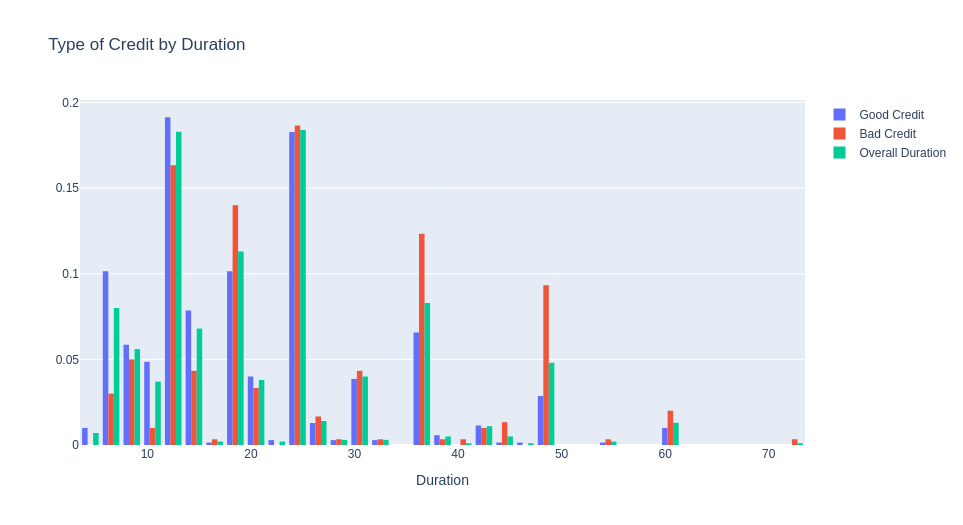 Type of Credit by Duration
Good Credit
Bad Credit
Overall Duration
0.2
0.15
0.1
0.05
0
10 20 30 40 50 60 70
Duration